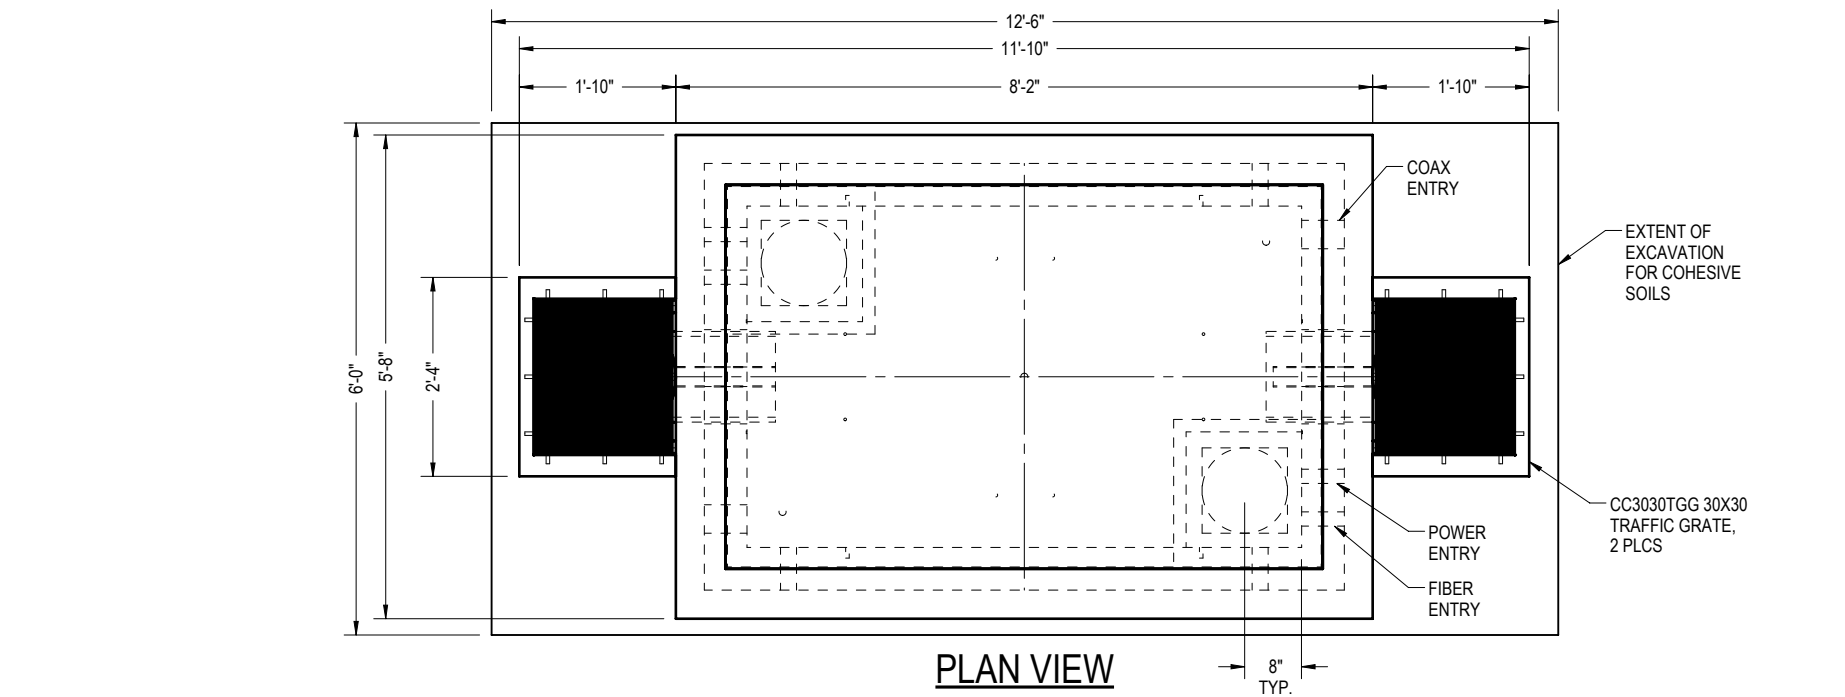 12'-6"
11'-10"
1'-10"
8'-2"
1'-10"
COAX
ENTRY
EXTENT OF
EXCAVATION
FOR COHESIVE
SOILS
6'-0"
5'-8"
2'-4"
CC3030TGG 30X30
TRAFFIC GRATE,
2 PLCS
POWER
ENTRY
FIBER
ENTRY
PLAN VIEW
8"
TYP.